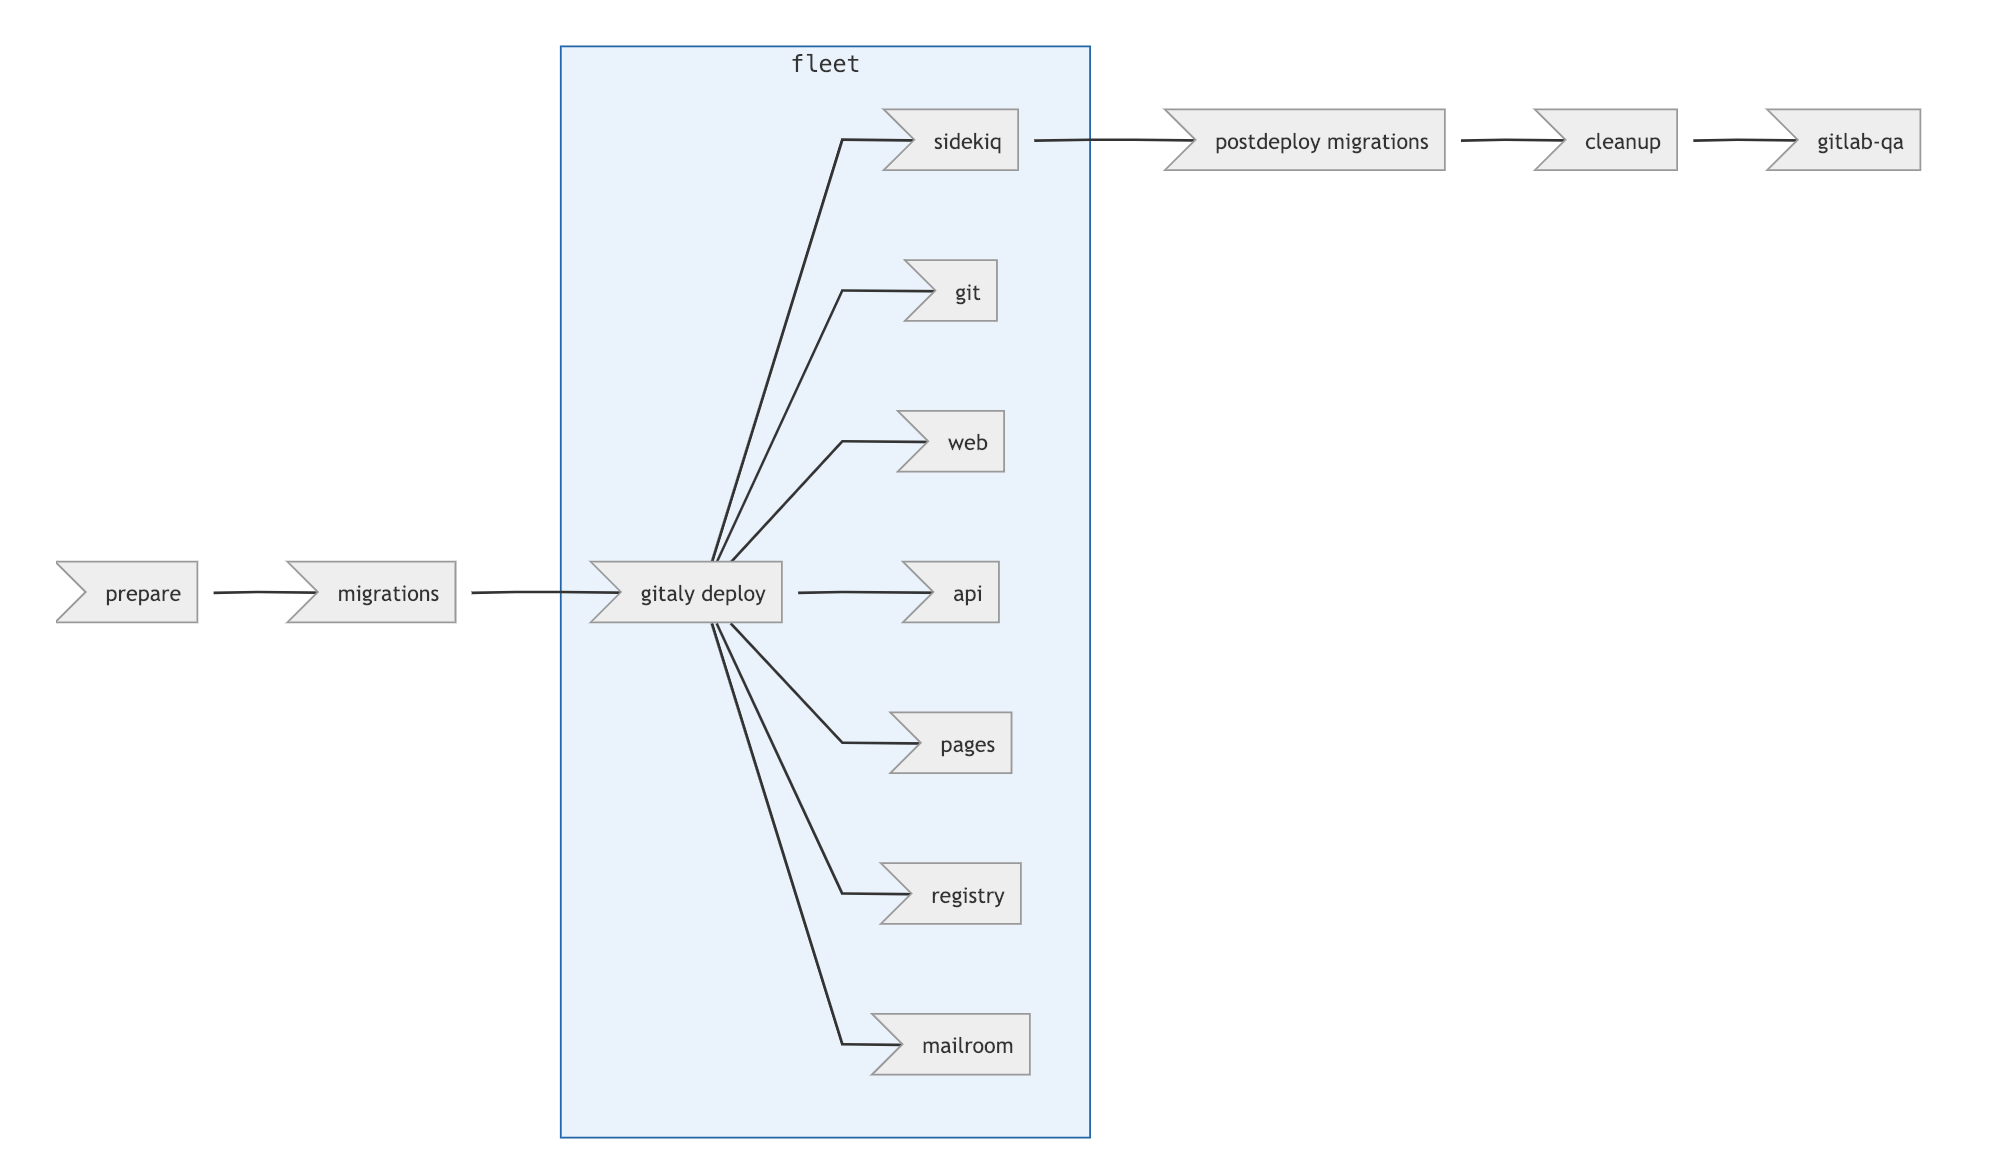 fleet
sidekiq
postdeploy migrations
cleanup
gitlab-qa
git
web
prepare
migrations
gitaly deploy
api
pages
registry
mailroom